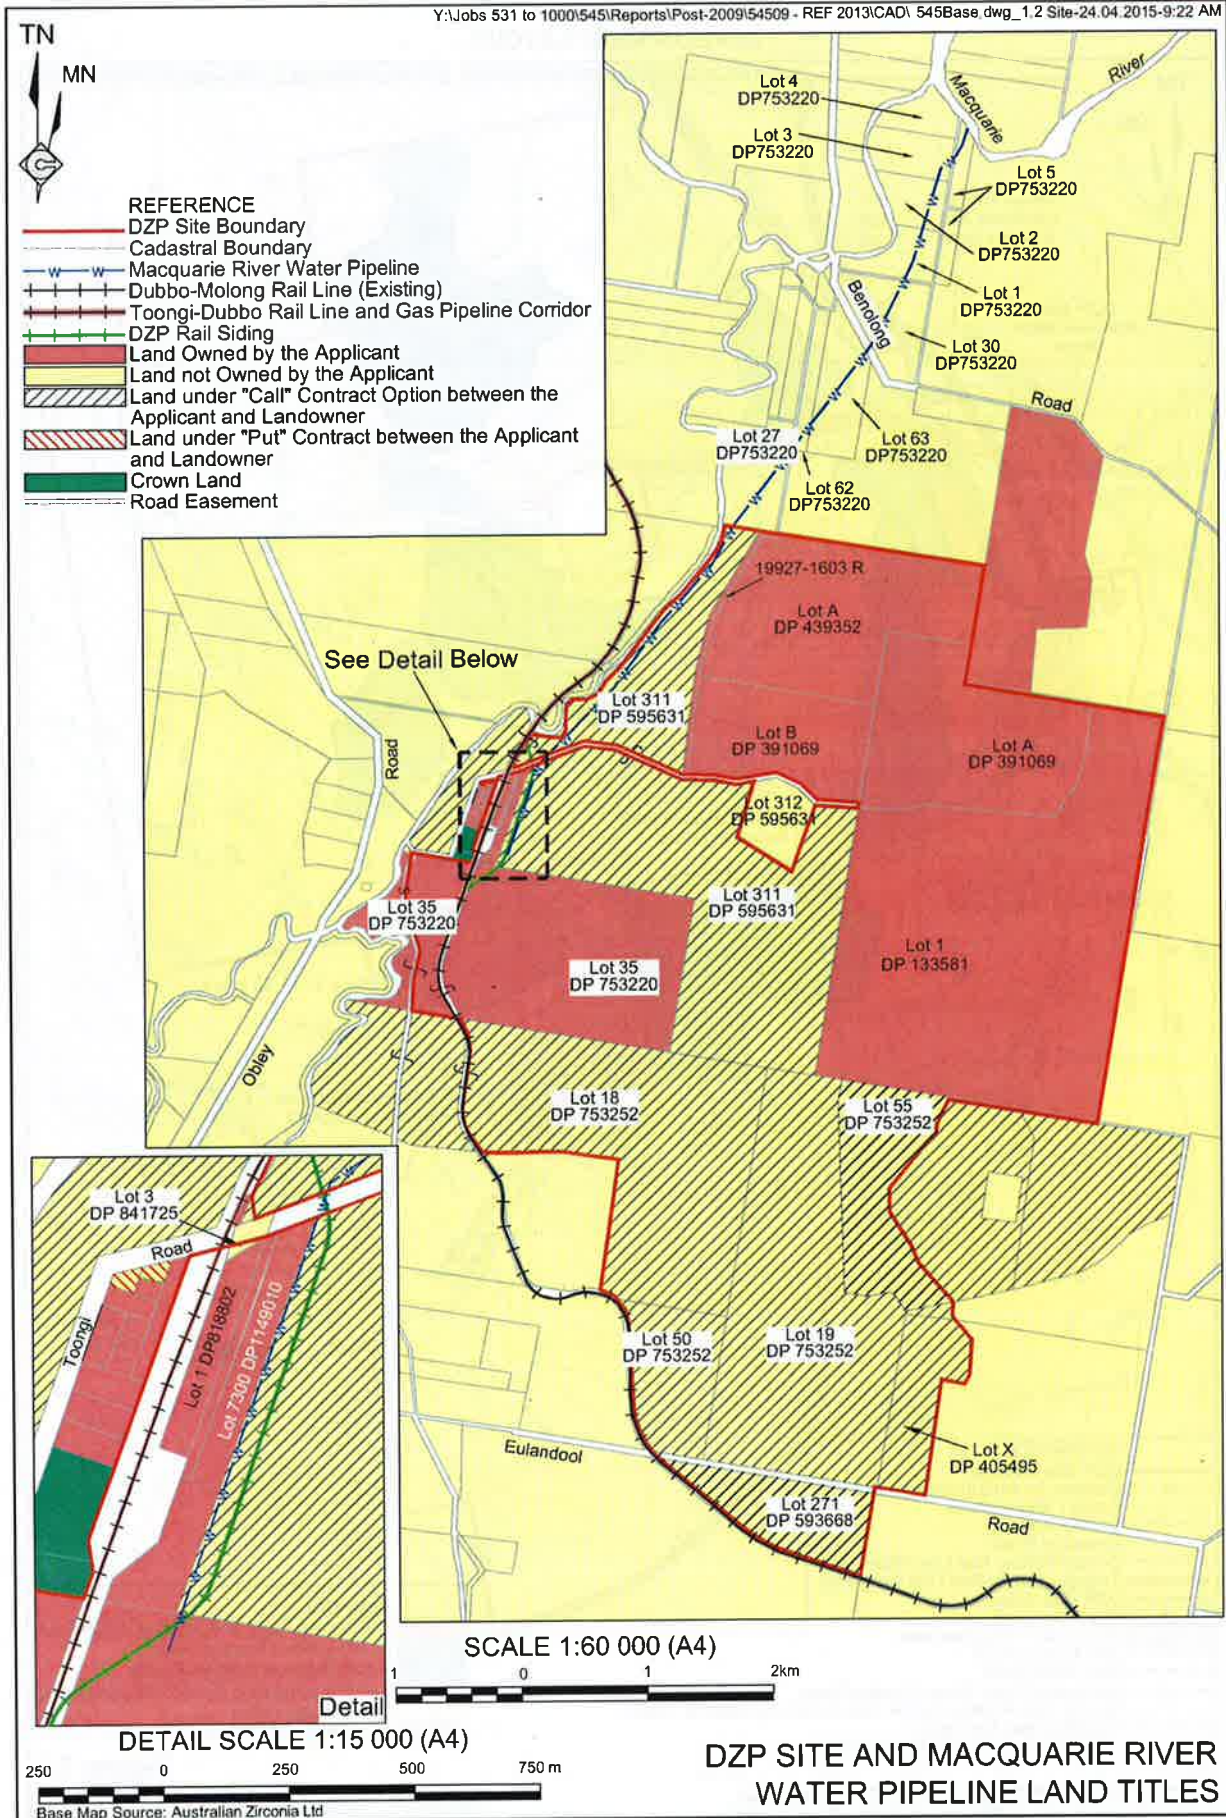 Y:\Jobs 531 to 1000\545\Reports\Post-2009\54509 - REF 2013\CAD\ 545Base.dwg_1.2 Site-24.04.2015-9:22 AM
TN
MN
REFERENCE
DZP Site Boundary
Cadastral Boundary
Macquarie River Water Pipeline
Dubbo-Molong Rail Line (Existing)
Toongi-Dubbo Rail Line and Gas Pipeline Corridor
DZP Rail Siding
Land Owned by the Applicant
Land not Owned by the Applicant
Land under "Call" Contract Option between the
Applicant and Landowner
Land under "Put" Contract between the Applicant
and Landowner
Crown Land
Road Easement
Lot 4
DP753220
Lot 3
DP753220
Macquarie
River
Lot 5
DP753220
Lot 2
DP753220
Lot 1
DP753220
Benolong
Lot 30
DP753220
Road
Lot 27
DP753220
Lot 63
DP753220
Lot 62
DP753220
19927-1603 R
Lot A
DP 439352
See Detail Below
Lot 311
DP 595631
Lot B
DP 391069
Lot A
DP 391069
Road
Lot 312
DP 595631
Lot 35
DP 753220
Lot 311
DP 595631
Lot 1
DP 133581
Lot 35
DP 753220
Obley
Lot 18
DP 753252
Lot 55
DP 753252
Lot 50
DP 753252
Lot 19
DP 753252
Eulandool
Lot X
DP 405495
Lot 271
DP 593668
Road
Lot 3
DP 841725
Road
Toongi
Lot 1 DP818802
Lot 7300 DP1149010
Detail
SCALE 1:60 000 (A4)
1 0 1 2km
DETAIL SCALE 1:15 000 (A4)
250 0 250 500 750 m
Base Map Source: Australian Zirconia Ltd
DZP SITE AND MACQUARIE RIVER
WATER PIPELINE LAND TITLES